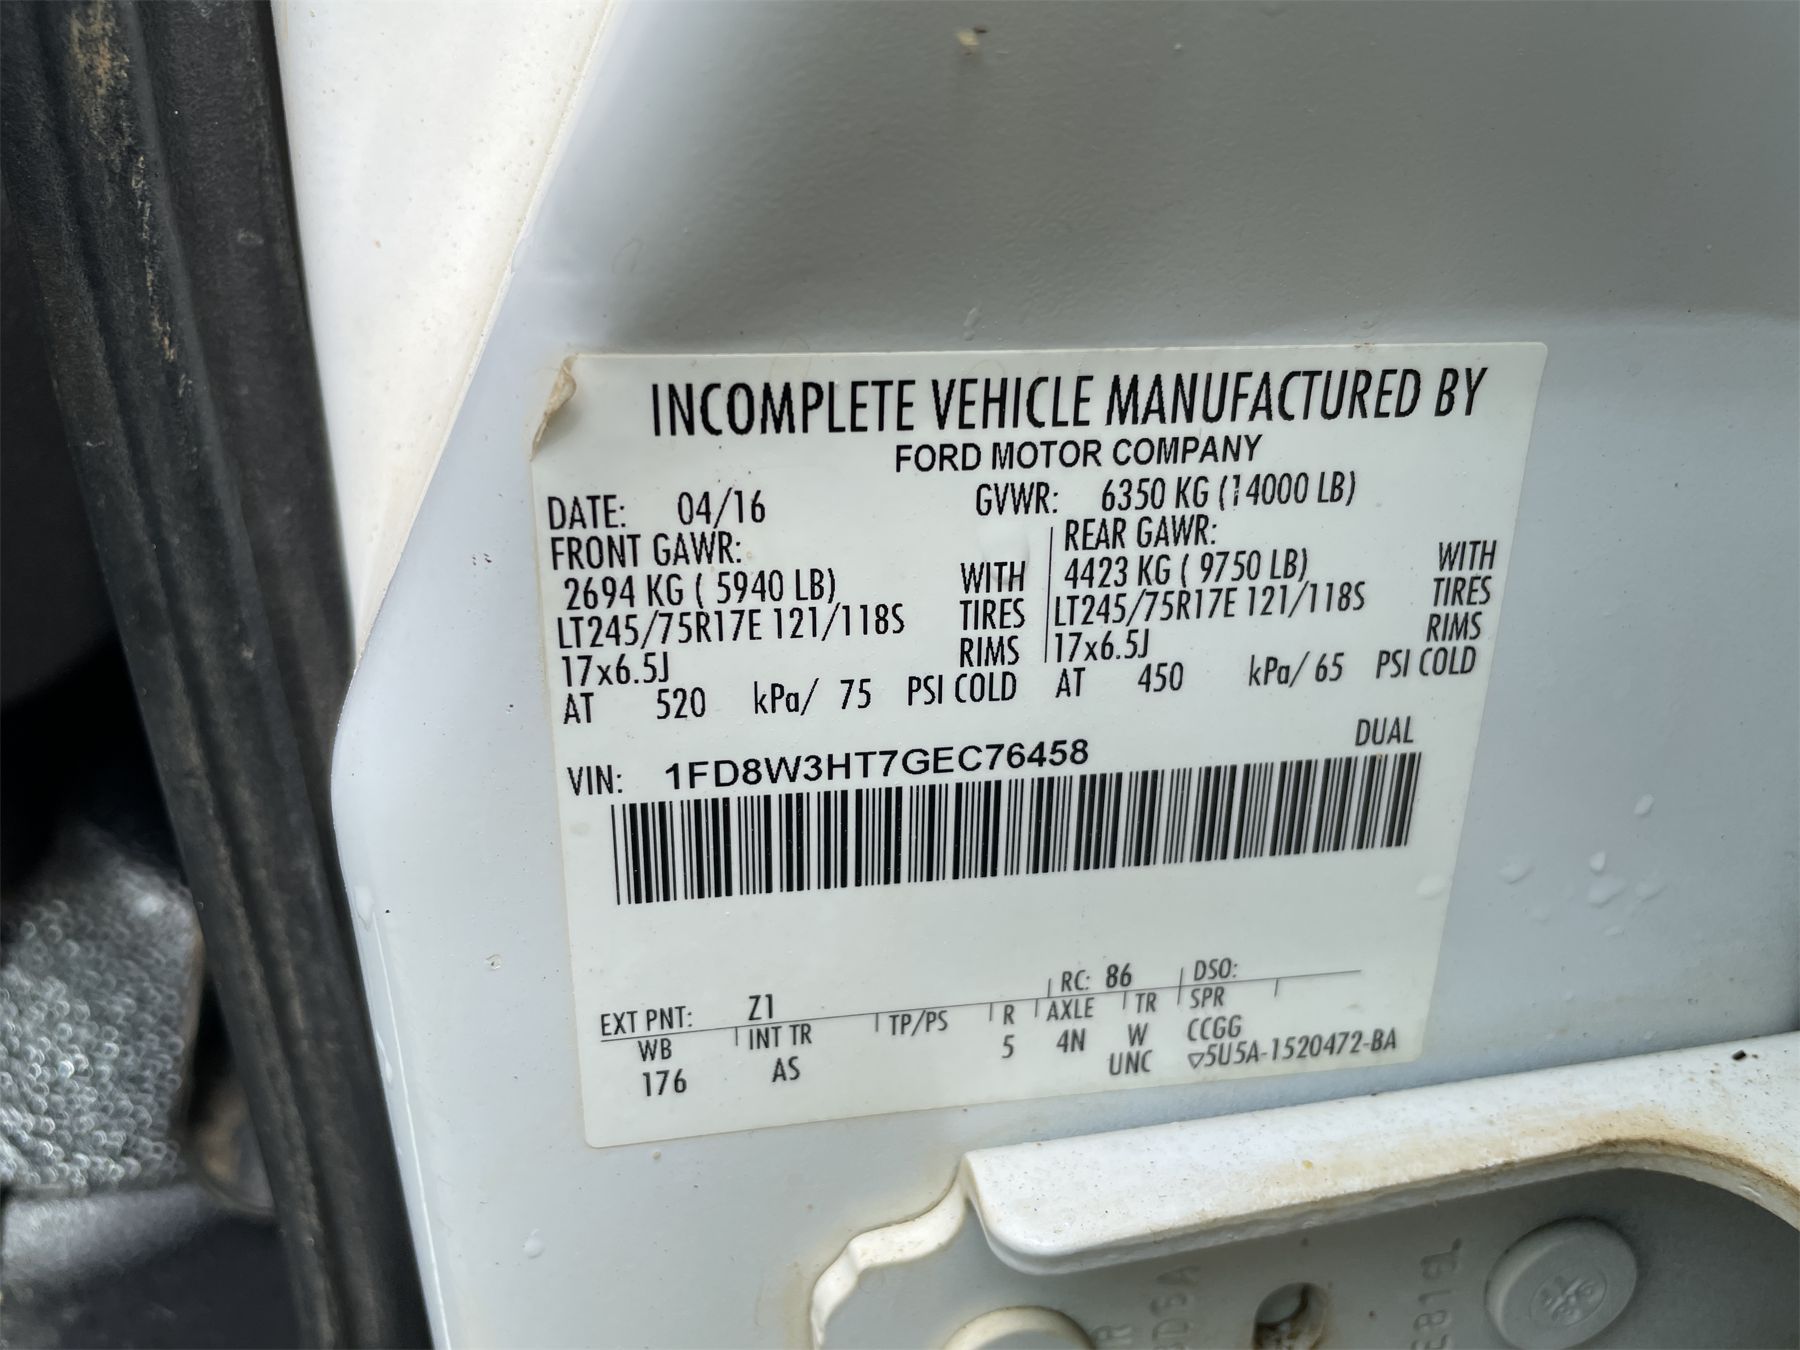 INCOMPLETE VEHICLE MANUFACTURED BY
FORD MOTOR COMPANY
DATE: 04/16 GVWR: 6350 KG (14000 LB)
FRONT GAWR: REAR GAWR:
2694 KG ( 5940 LB) WITH 4423 KG ( 9750 LB) WITH
LT245/75R17E 121/118S TIRES LT245/75R17E 121/118S TIRES
17x6.5J RIMS 17x6.5J RIMS
AT 520 kPa/ 75 PSI COLD AT 450 kPa/ 65 PSI COLD
DUAL
VIN: 1FD8W3HT7GEC76458
EXT PNT: Z1 RC: 86 DSO:
WB INT TR TP/PS R AXLE TR SPR
176 AS 5 4N W CCGG
UNC ▽5U5A-1520472-BA